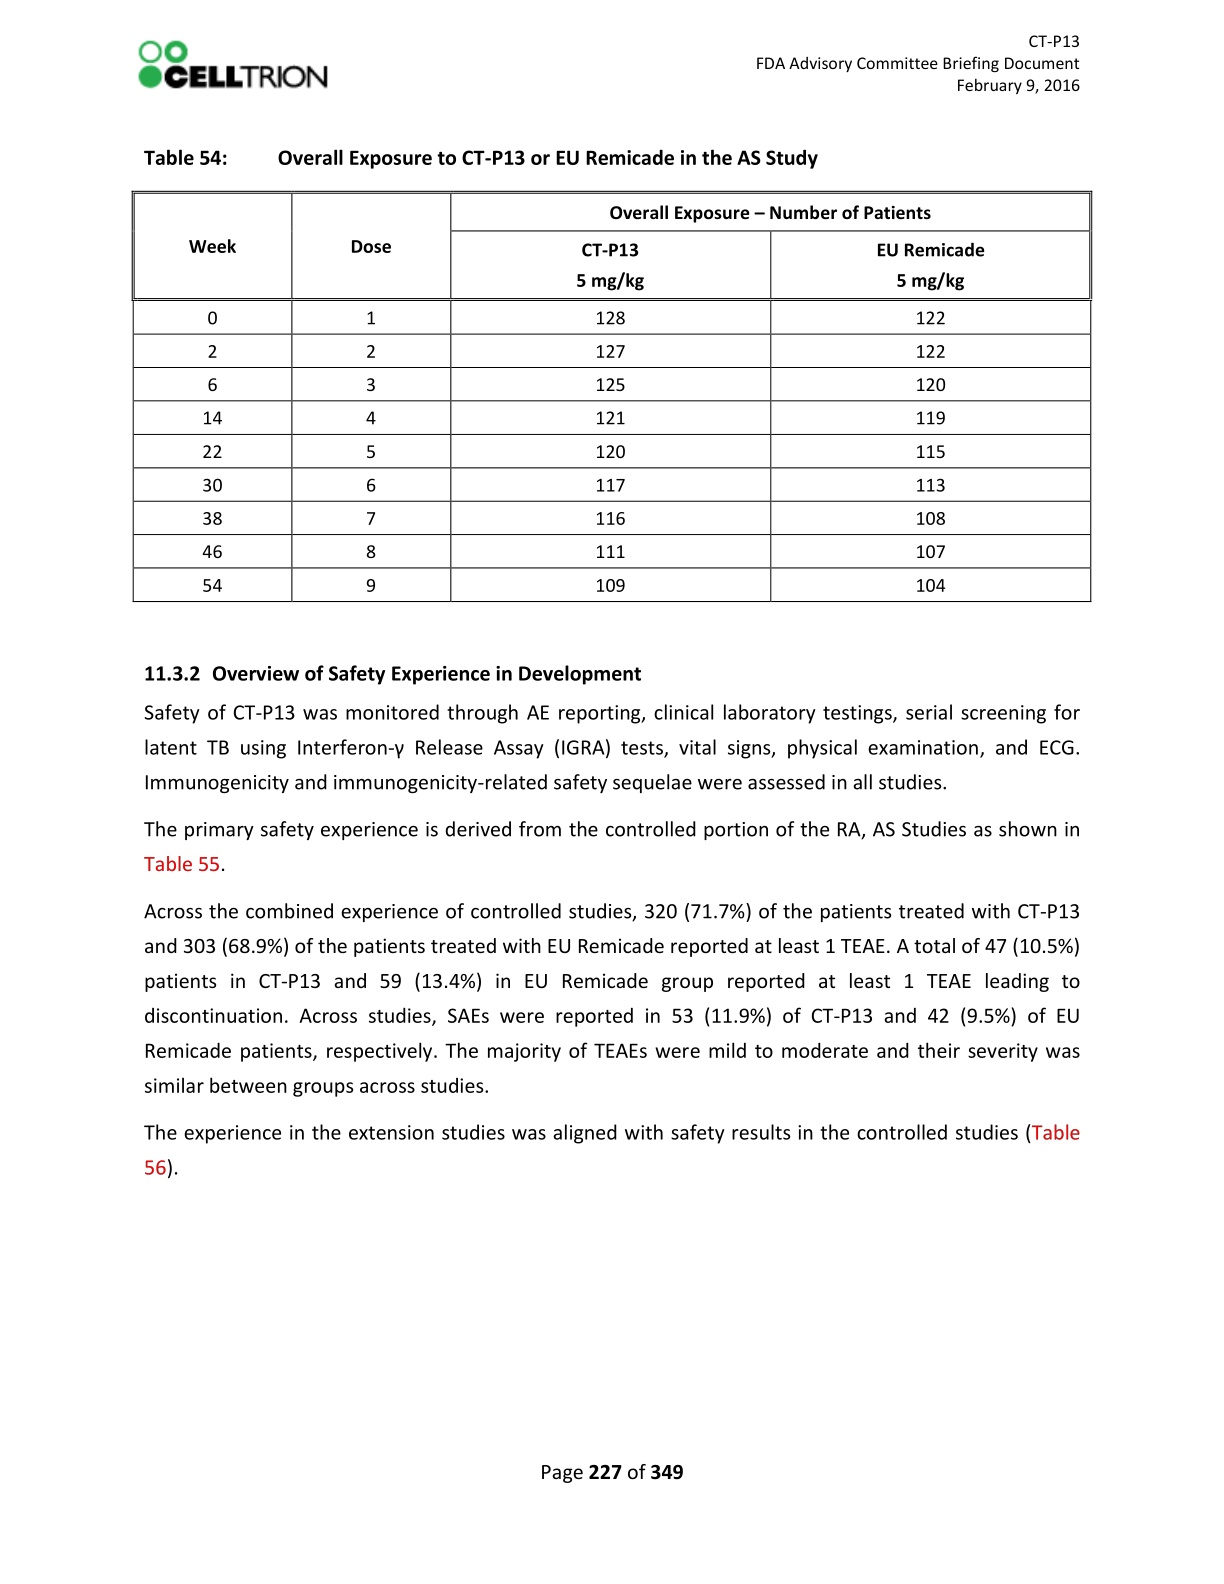 CELLTRION
CT-P13
FDA Advisory Committee Briefing Document
February 9, 2016
Table 54: Overall Exposure to CT-P13 or EU Remicade in the AS Study
Week Dose Overall Exposure – Number of Patients
CT-P13 EU Remicade
5 mg/kg 5 mg/kg
0 1 128 122
2 2 127 122
6 3 125 120
14 4 121 119
22 5 120 115
30 6 117 113
38 7 116 108
46 8 111 107
54 9 109 104
11.3.2 Overview of Safety Experience in Development
Safety of CT-P13 was monitored through AE reporting, clinical laboratory testings, serial screening for
latent TB using Interferon-γ Release Assay (IGRA) tests, vital signs, physical examination, and ECG.
Immunogenicity and immunogenicity-related safety sequelae were assessed in all studies.
The primary safety experience is derived from the controlled portion of the RA, AS Studies as shown in
Table 55.
Across the combined experience of controlled studies, 320 (71.7%) of the patients treated with CT-P13
and 303 (68.9%) of the patients treated with EU Remicade reported at least 1 TEAE. A total of 47 (10.5%)
patients in CT-P13 and 59 (13.4%) in EU Remicade group reported at least 1 TEAE leading to
discontinuation. Across studies, SAEs were reported in 53 (11.9%) of CT-P13 and 42 (9.5%) of EU
Remicade patients, respectively. The majority of TEAEs were mild to moderate and their severity was
similar between groups across studies.
The experience in the extension studies was aligned with safety results in the controlled studies (Table
56).
Page 227 of 349